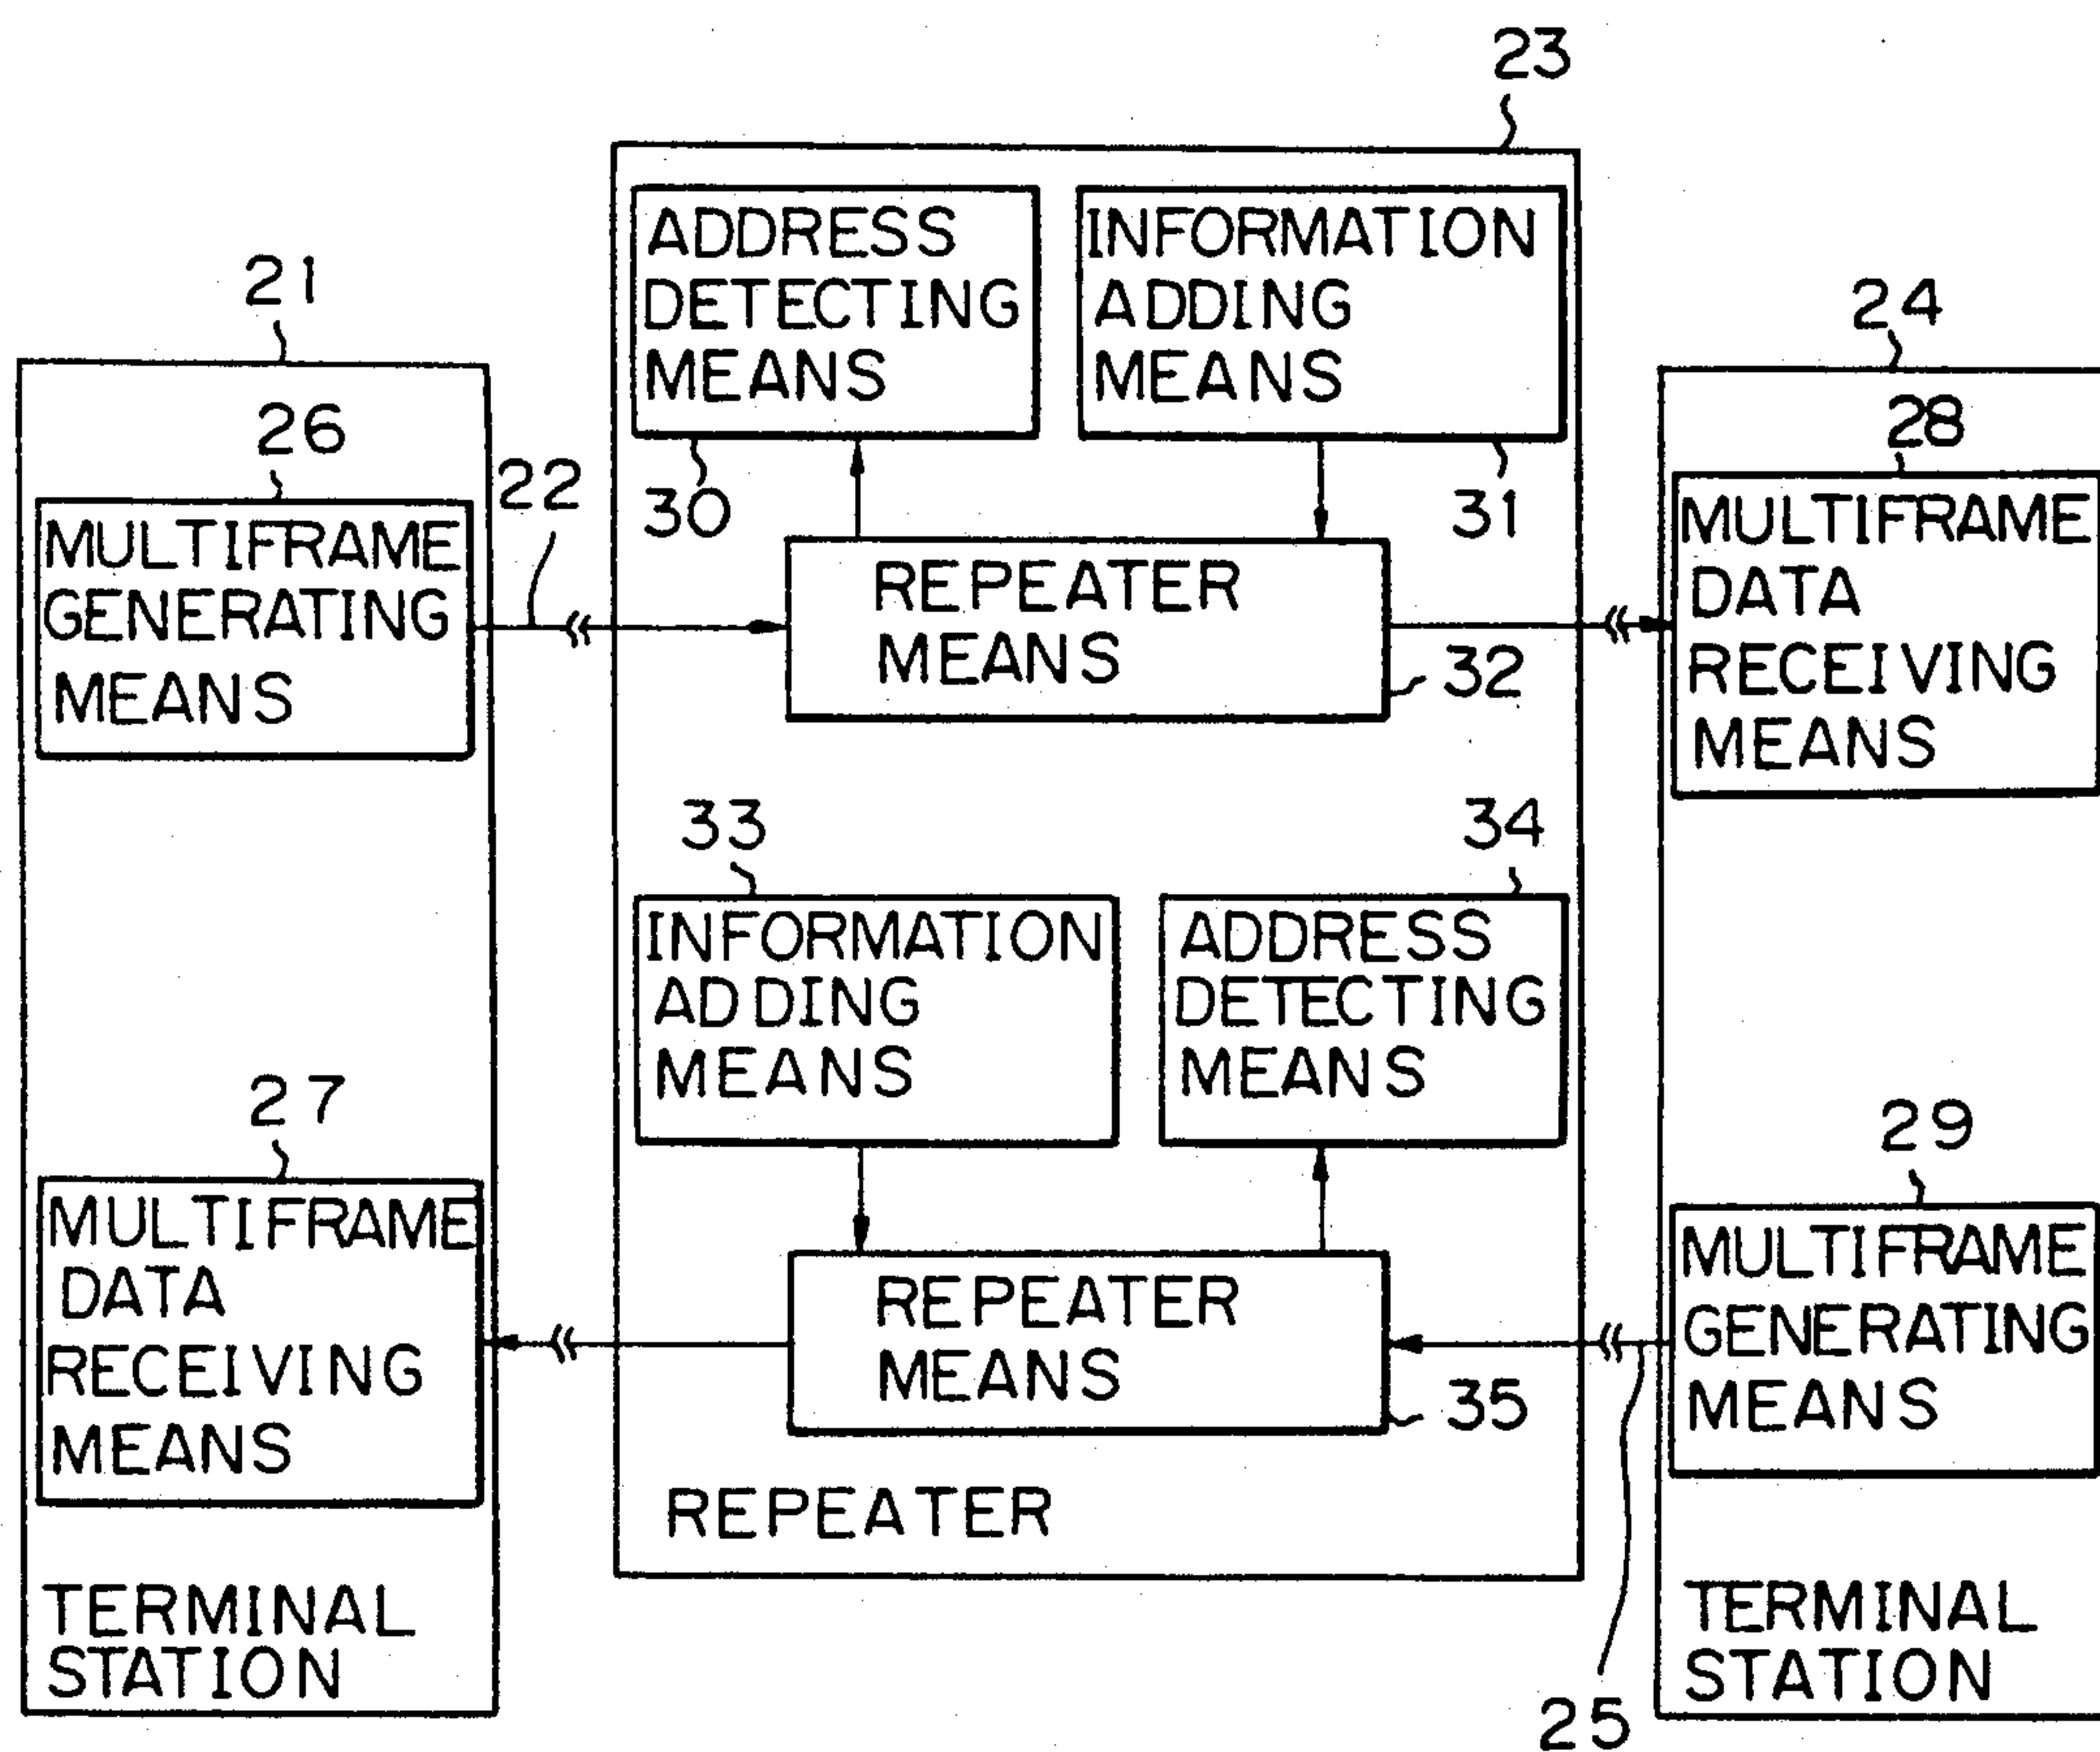 23
ADDRESS
DETECTING
MEANS
INFORMATION
ADDING
MEANS
21
24
26
22
30
31
28
MULTIFRAME
GENERATING
MEANS
REPEATER
MEANS
32
MULTIFRAME
DATA
RECEIVING
MEANS
33
34
INFORMATION
ADDING
MEANS
ADDRESS
DETECTING
MEANS
27
29
MULTIFRAME
DATA
RECEIVING
MEANS
REPEATER
MEANS
35
MULTIFRAME
GENERATING
MEANS
REPEATER
TERMINAL
STATION
25
TERMINAL
STATION